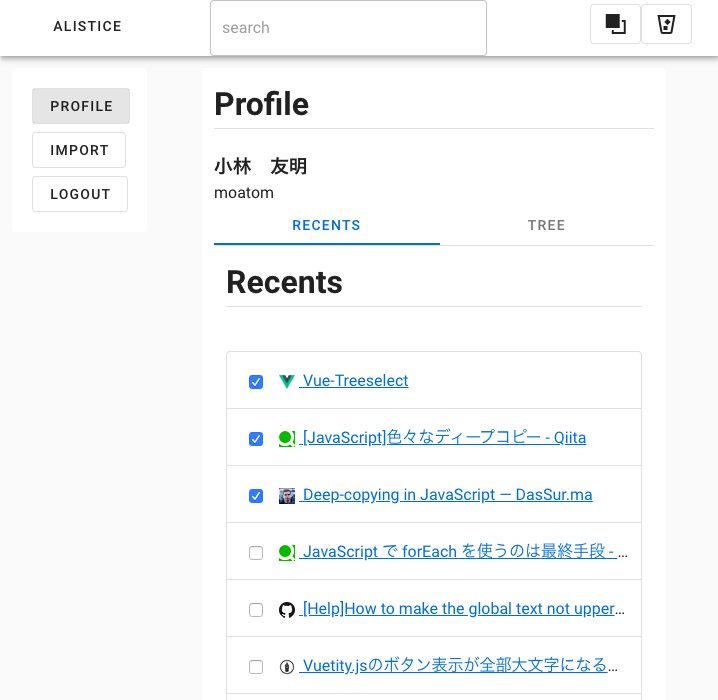 ALISTICE
search
PROFILE
IMPORT
LOGOUT
Profile
小林　友明
moatom
RECENTS
TREE
Recents
Vue-Treeselect
[JavaScript]色々なディープコピー - Qiita
Deep-copying in JavaScript — DasSur.ma
JavaScript で forEach を使うのは最終手段 - ...
[Help]How to make the global text not upper...
Vuetity.jsのボタン表示が全部大文字になる...